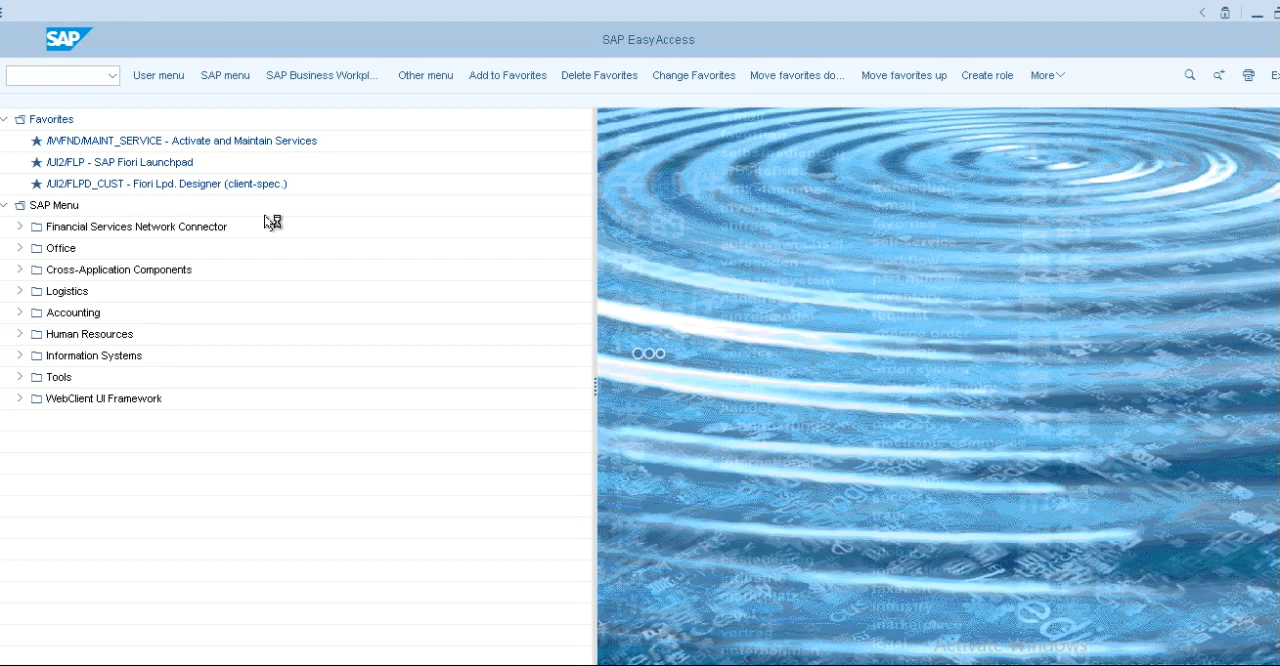 SAP
SAP EasyAccess
User menu SAP menu SAP Business Workpl... Other menu Add to Favorites Delete Favorites Change Favorites Move favorites do... Move favorites up Create role More
Favorites
/IWFND/MAINT_SERVICE - Activate and Maintain Services
/UI2/FLP - SAP Fiori Launchpad
/UI2/FLPD_CUST - Fiori Lpd. Designer (client-spec.)
SAP Menu
Financial Services Network Connector
Office
Cross-Application Components
Logistics
Accounting
Human Resources
Information Systems
Tools
WebClient UI Framework
Activate Windows